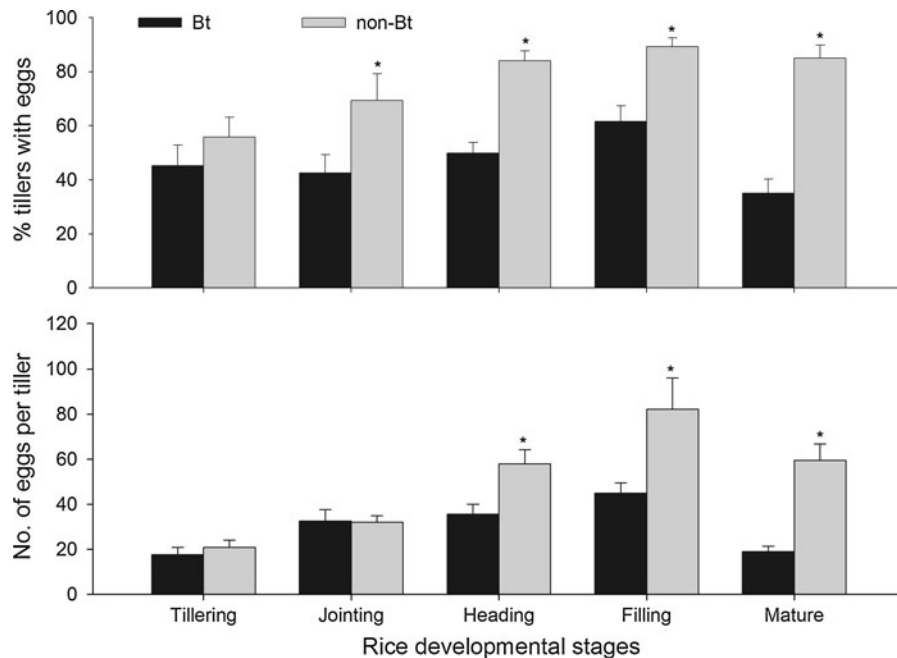 Bt non-Bt
% tillers with eggs
100
80
60
40
20
0
* * * *
No. of eggs per tiller
120
100
80
60
40
20
0
* * *
Tillering Jointing Heading Filling Mature
Rice developmental stages